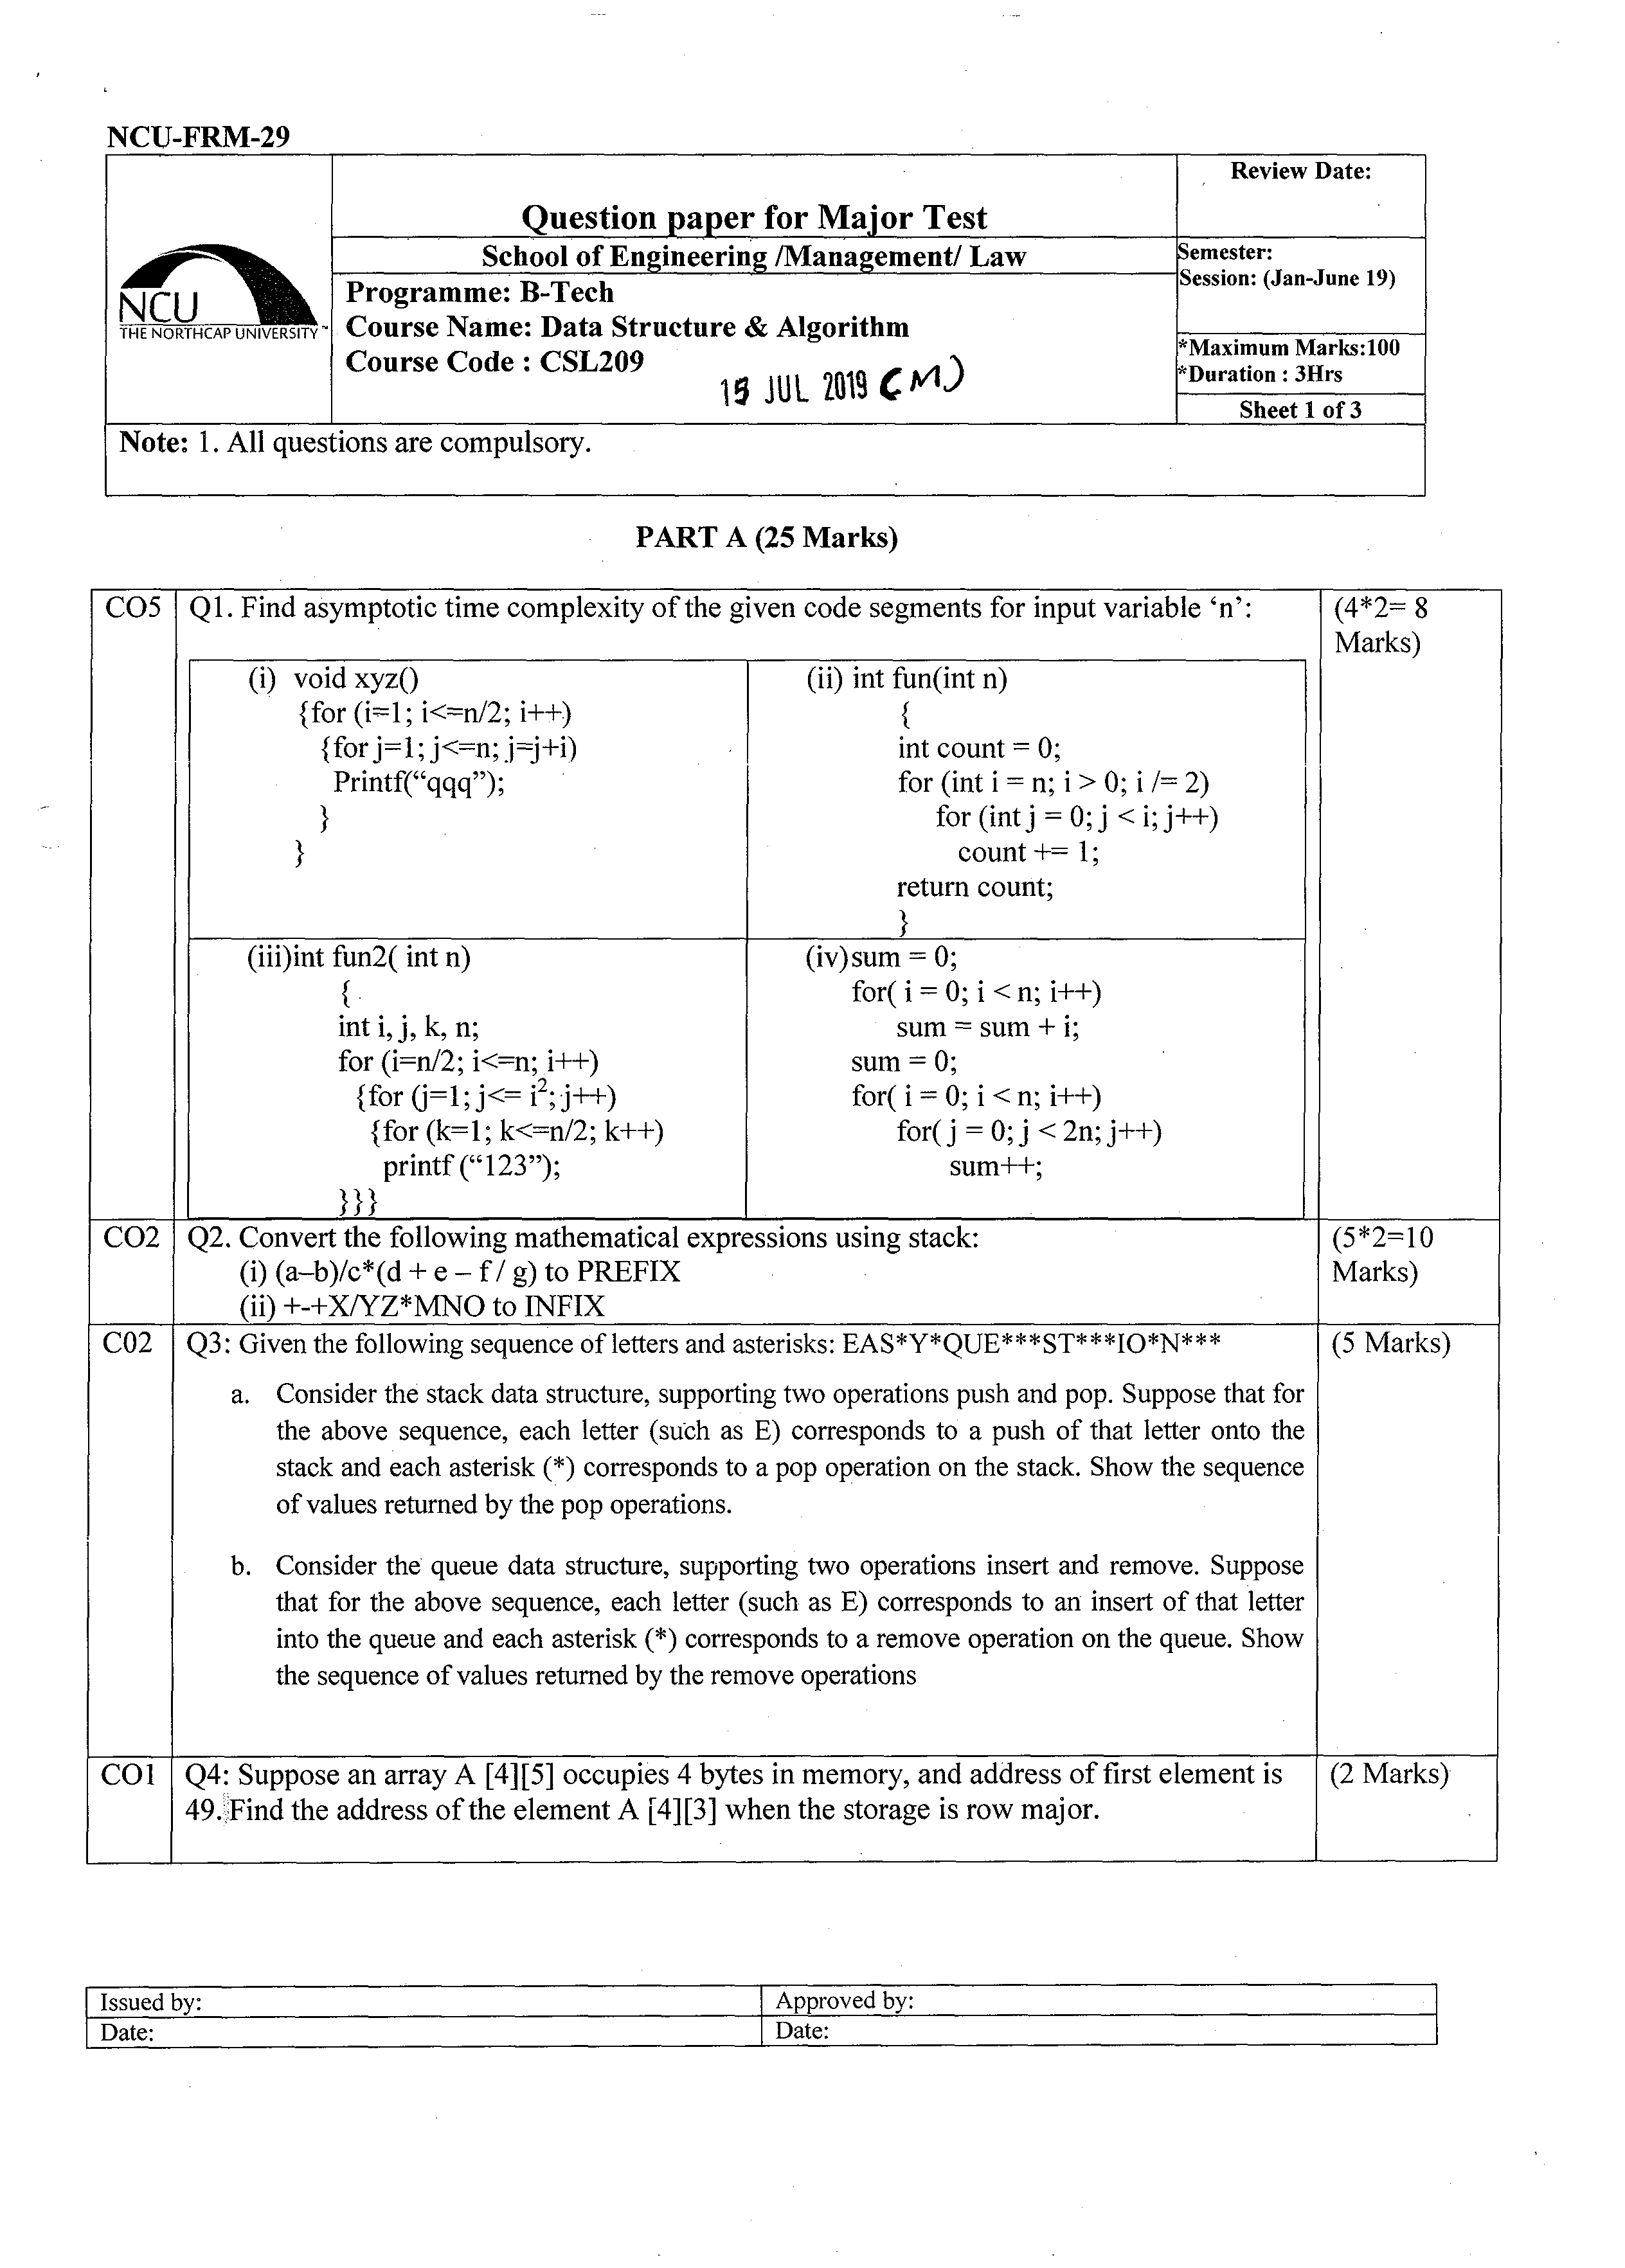 NCU-FRM-29
Review Date:
Question paper for Major Test
School of Engineering /Management/ Law
Semester:
Session: (Jan-June 19)
NCU
THE NORTHCAP UNIVERSITY
Programme: B-Tech
Course Name: Data Structure & Algorithm
Course Code : CSL209
*Maximum Marks:100
*Duration : 3Hrs
15 JUL 2019 (M)
Sheet 1 of 3
Note: 1. All questions are compulsory.
PART A (25 Marks)
CO5
Q1. Find asymptotic time complexity of the given code segments for input variable ‘n’:
(4*2= 8
Marks)
(i) void xyz()
{for (i=1; i<=n/2; i++)
{for j=1; j<=n; j=j+i)
Printf(“qqq”);
}
}
(ii) int fun(int n)
{
int count = 0;
for (int i = n; i > 0; i /= 2)
for (int j = 0; j < i; j++)
count += 1;
return count;
}
(iii)int fun2( int n)
{
int i, j, k, n;
for (i=n/2; i<=n; i++)
{for (j=1; j<= i²; j++)
{for (k=1; k<=n/2; k++)
printf (“123”);
}}}
(iv)sum = 0;
for( i = 0; i < n; i++)
sum = sum + i;
sum = 0;
for( i = 0; i < n; i++)
for( j = 0; j < 2n; j++)
sum++;
CO2
Q2. Convert the following mathematical expressions using stack:
(5*2=10
Marks)
(i) (a–b)/c*(d + e – f / g) to PREFIX
(ii) +-+X/YZ*MNO to INFIX
C02
Q3: Given the following sequence of letters and asterisks: EAS*Y*QUE***ST***IO*N***
(5 Marks)
a. Consider the stack data structure, supporting two operations push and pop. Suppose that for
the above sequence, each letter (such as E) corresponds to a push of that letter onto the
stack and each asterisk (*) corresponds to a pop operation on the stack. Show the sequence
of values returned by the pop operations.
b. Consider the queue data structure, supporting two operations insert and remove. Suppose
that for the above sequence, each letter (such as E) corresponds to an insert of that letter
into the queue and each asterisk (*) corresponds to a remove operation on the queue. Show
the sequence of values returned by the remove operations
CO1
Q4: Suppose an array A [4][5] occupies 4 bytes in memory, and address of first element is
(2 Marks)
49. Find the address of the element A [4][3] when the storage is row major.
Issued by:
Approved by:
Date:
Date: